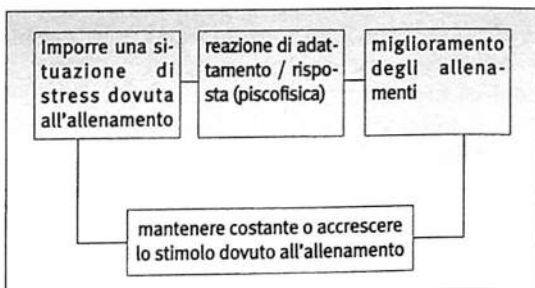 Imporre una si-
tuazione di
stress dovuta
all'allenamento
reazione di adat-
tamento / rispo-
sta (piscofisica)
miglioramento
degli allena-
menti
mantenere costante o accrescere
lo stimolo dovuto all'allenamento